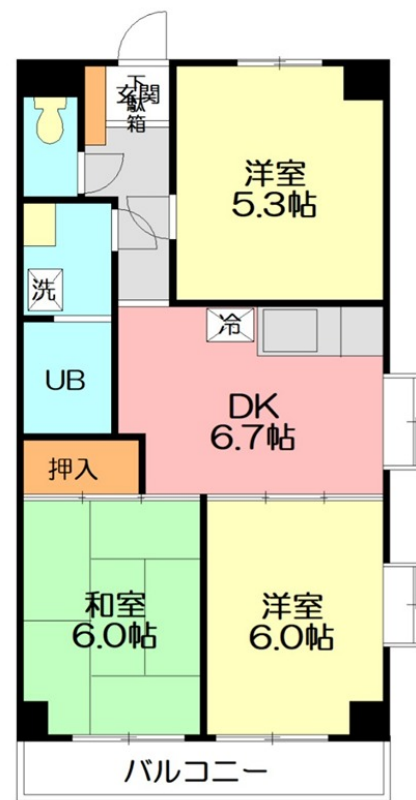 玄関
下駄箱
洋室
5.3帖
洗
冷
UB
DK
6.7帖
押入
和室
6.0帖
洋室
6.0帖
バルコニー